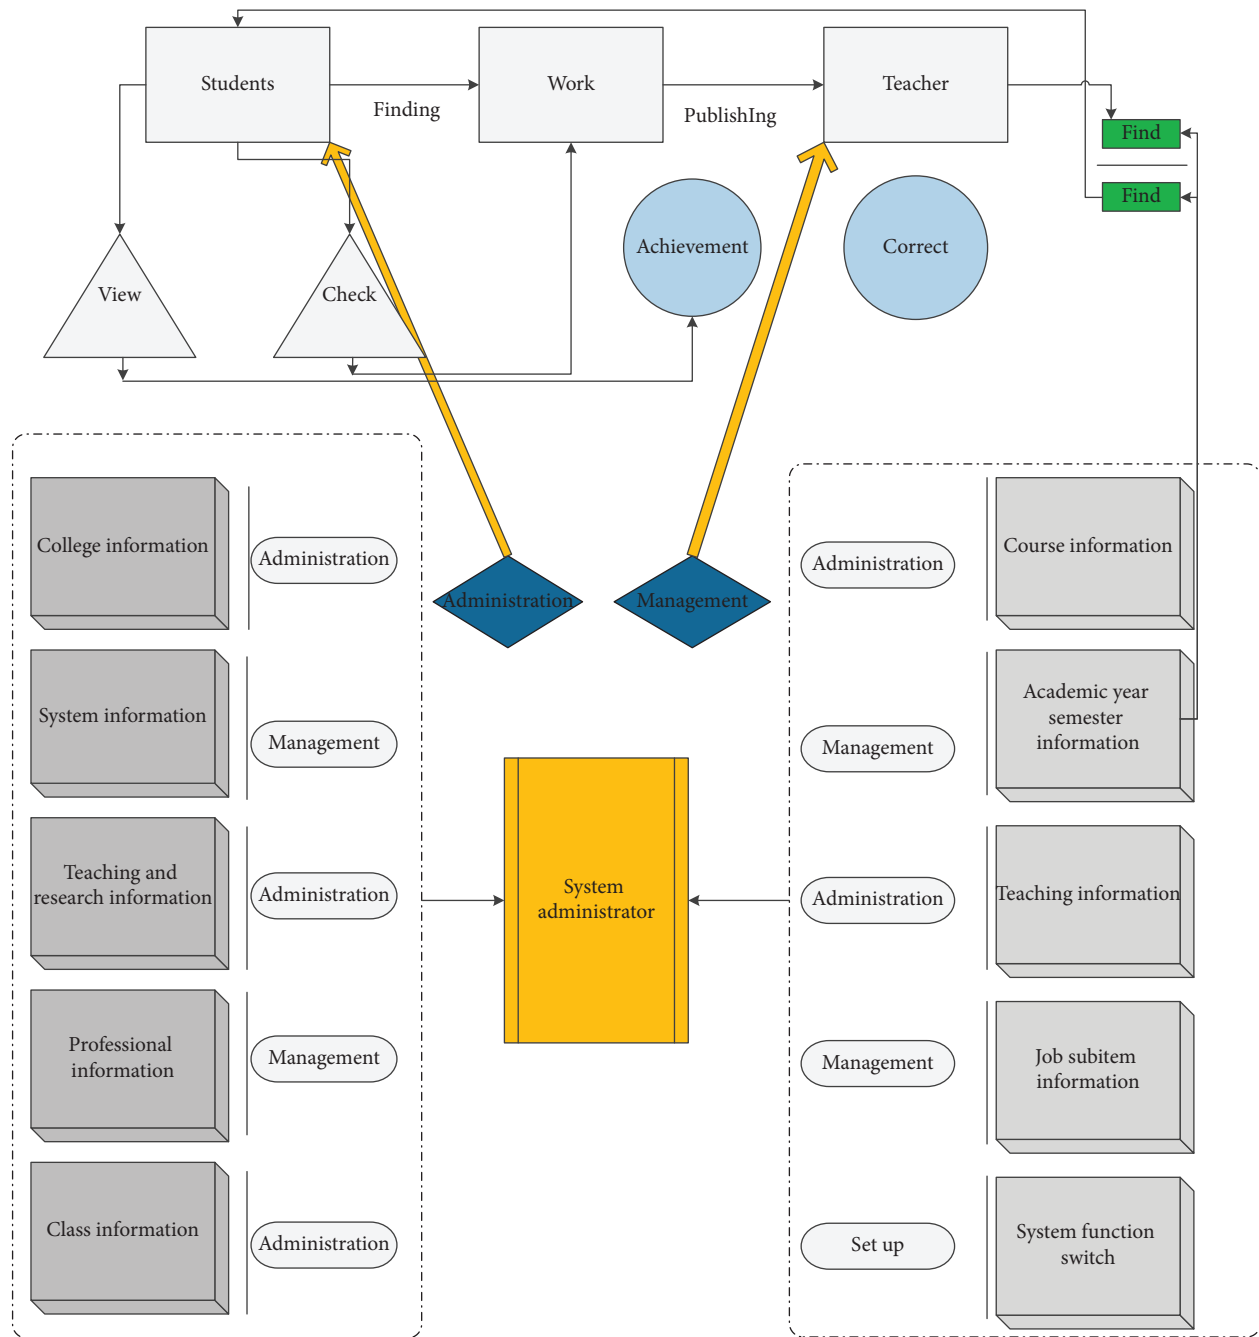 Students
Work
Teacher
Finding
PublishIng
Find
Find
Achievement
Correct
View
Check
College information
Administration
Administration
Management
Administration
Course information
System information
Management
Management
Academic year
semester
information
Teaching and
research information
Administration
System
administrator
Administration
Teaching information
Professional
information
Management
Management
Job subitem
information
Class information
Administration
Set up
System function
switch